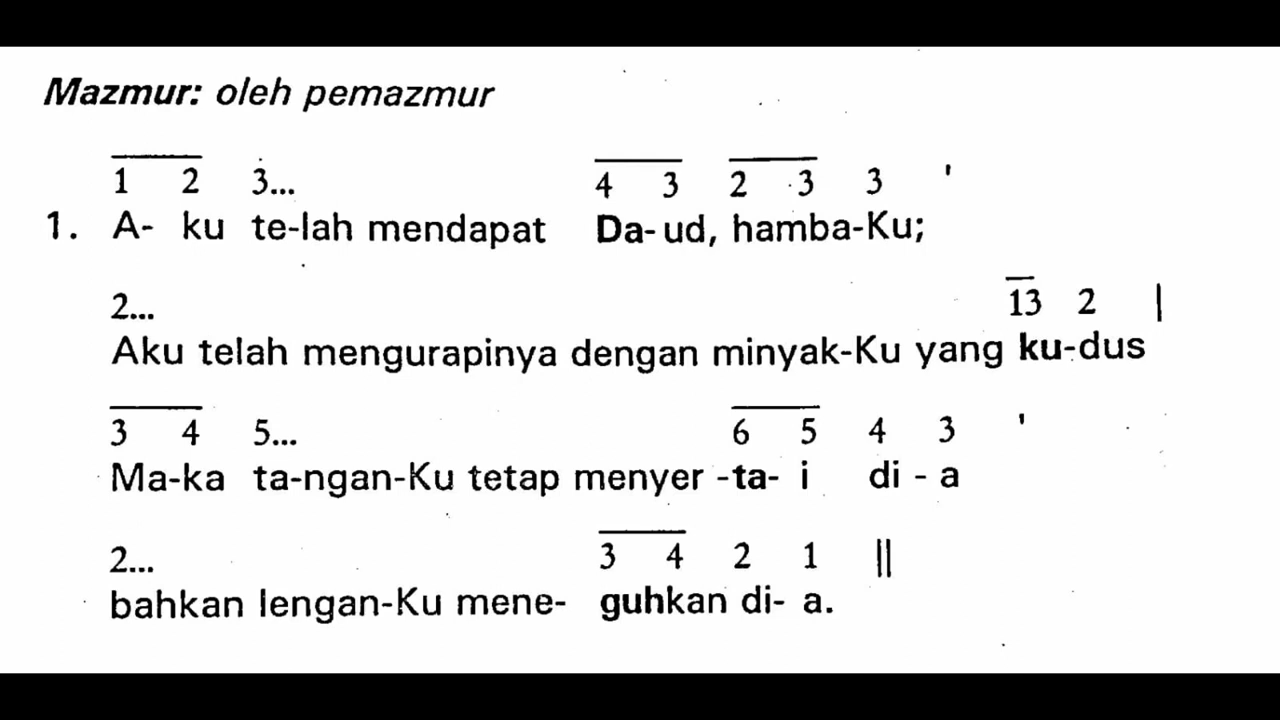 Mazmur: oleh pemazmur
1 2 3... 4 3 2 3 3 '
1. A- ku te-lah mendapat Da- ud, hamba-Ku;
2... 13 2 |
Aku telah mengurapinya dengan minyak-Ku yang ku-dus
3 4 5... 6 5 4 3 '
Ma-ka ta-ngan-Ku tetap menyer -ta- i di - a
2... 3 4 2 1 ||
bahkan lengan-Ku mene- guhkan di- a.